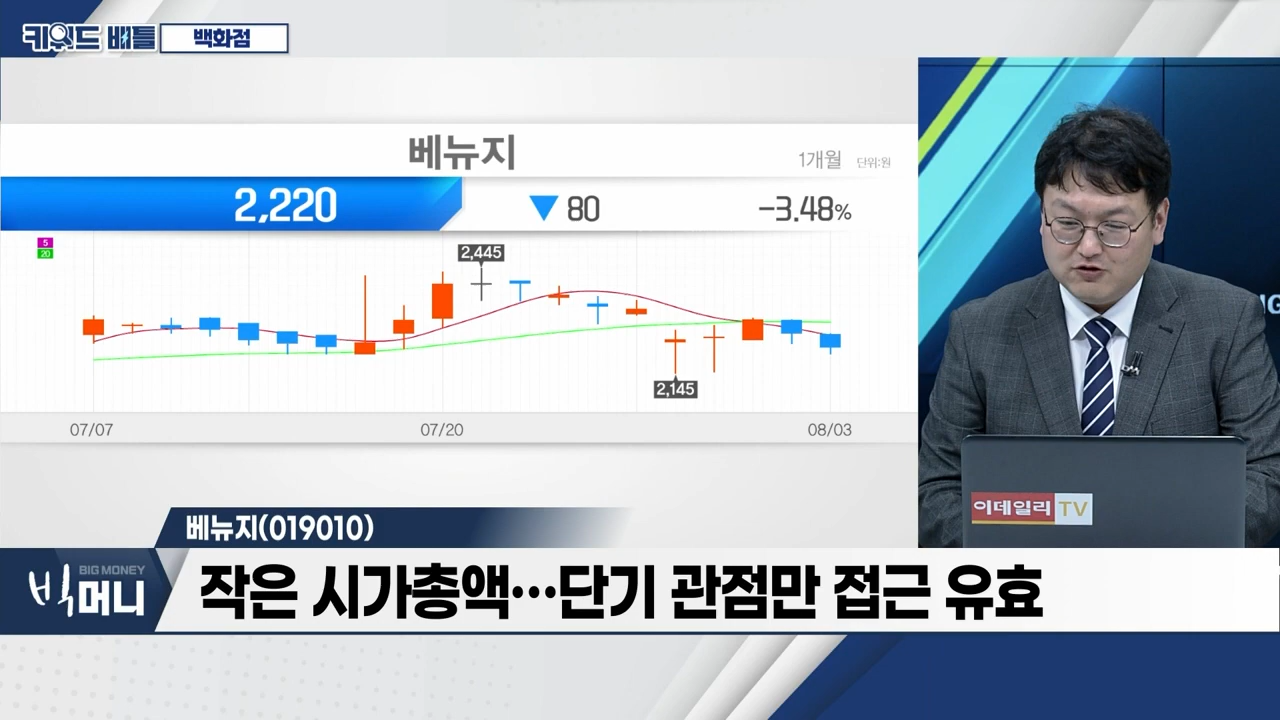 키워드 배틀 백화점
베뉴지
1개월 단위:원
2,220 ▼ 80 -3.48%
5
20
2,445
2,145
07/07 07/20 08/03
이데일리 TV
베뉴지(019010)
BIG MONEY
빅머니
작은 시가총액…단기 관점만 접근 유효